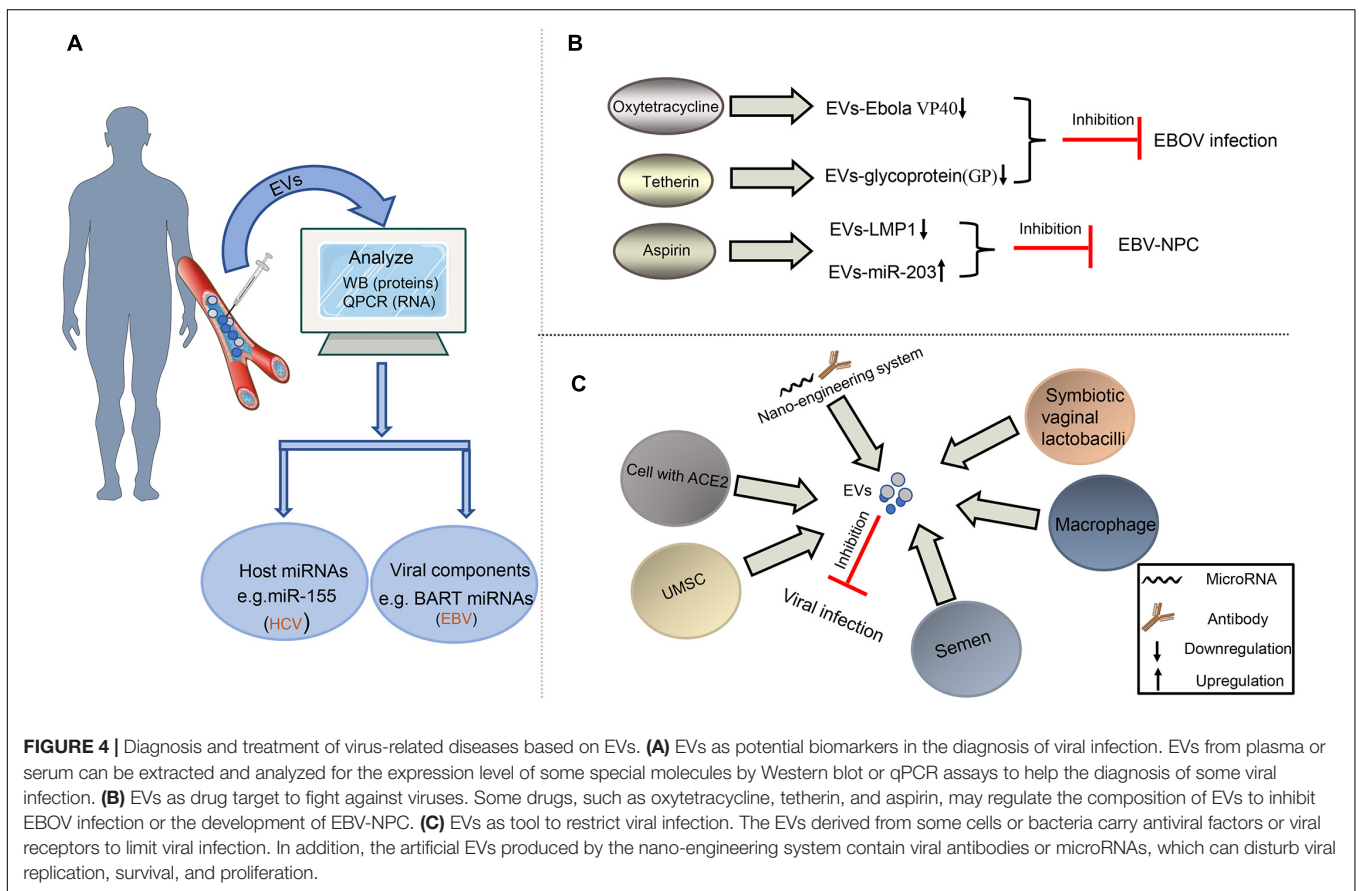 A
EVs
Analyze
WB (proteins)
QPCR (RNA)
Host miRNAs
e.g.miR-155
(HCV)
Viral components
e.g. BART miRNAs
(EBV)
B
Oxytetracycline
EVs-Ebola VP40↓
Tetherin
EVs-glycoprotein(GP)↓
Inhibition
EBOV infection
Aspirin
EVs-LMP1↓
EVs-miR-203↑
Inhibition
EBV-NPC
C
Nano-engineering system
Symbiotic
vaginal
lactobacilli
Cell with ACE2
EVs
Macrophage
UMSC
Inhibition
Viral infection
Semen
MicroRNA
Antibody
Downregulation
Upregulation
FIGURE 4 | Diagnosis and treatment of virus-related diseases based on EVs. (A) EVs as potential biomarkers in the diagnosis of viral infection. EVs from plasma or
serum can be extracted and analyzed for the expression level of some special molecules by Western blot or qPCR assays to help the diagnosis of some viral
infection. (B) EVs as drug target to fight against viruses. Some drugs, such as oxytetracycline, tetherin, and aspirin, may regulate the composition of EVs to inhibit
EBOV infection or the development of EBV-NPC. (C) EVs as tool to restrict viral infection. The EVs derived from some cells or bacteria carry antiviral factors or viral
receptors to limit viral infection. In addition, the artificial EVs produced by the nano-engineering system contain viral antibodies or microRNAs, which can disturb viral
replication, survival, and proliferation.